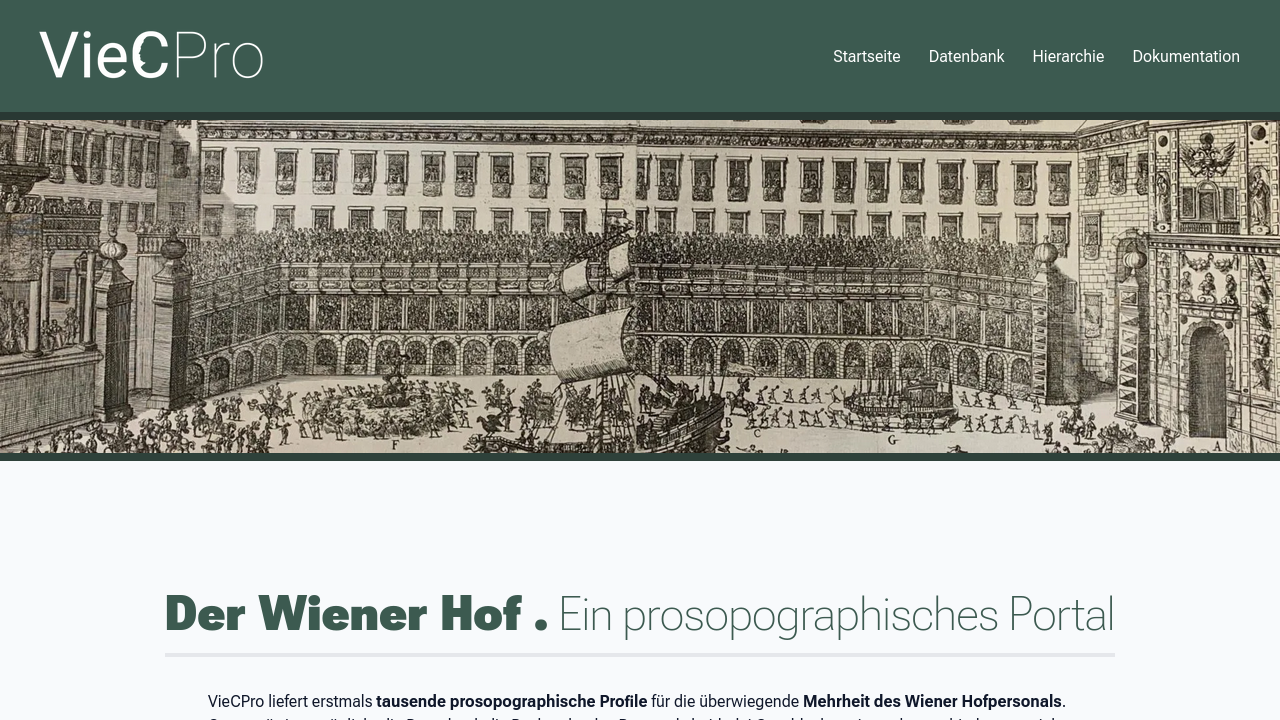 VieCPro
Startseite Datenbank Hierarchie Dokumentation
F
B
C
G
A
Der Wiener Hof . Ein prosopographisches Portal
VieCPro liefert erstmals tausende prosopographische Profile für die überwiegende Mehrheit des Wiener Hofpersonals.